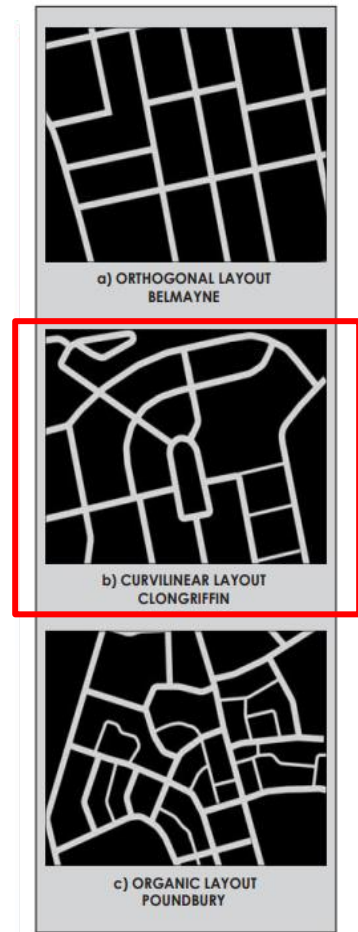 a) ORTHOGONAL LAYOUT
BELMAYNE
b) CURVILINEAR LAYOUT
CLONGRIFFIN
c) ORGANIC LAYOUT
POUNDBURY